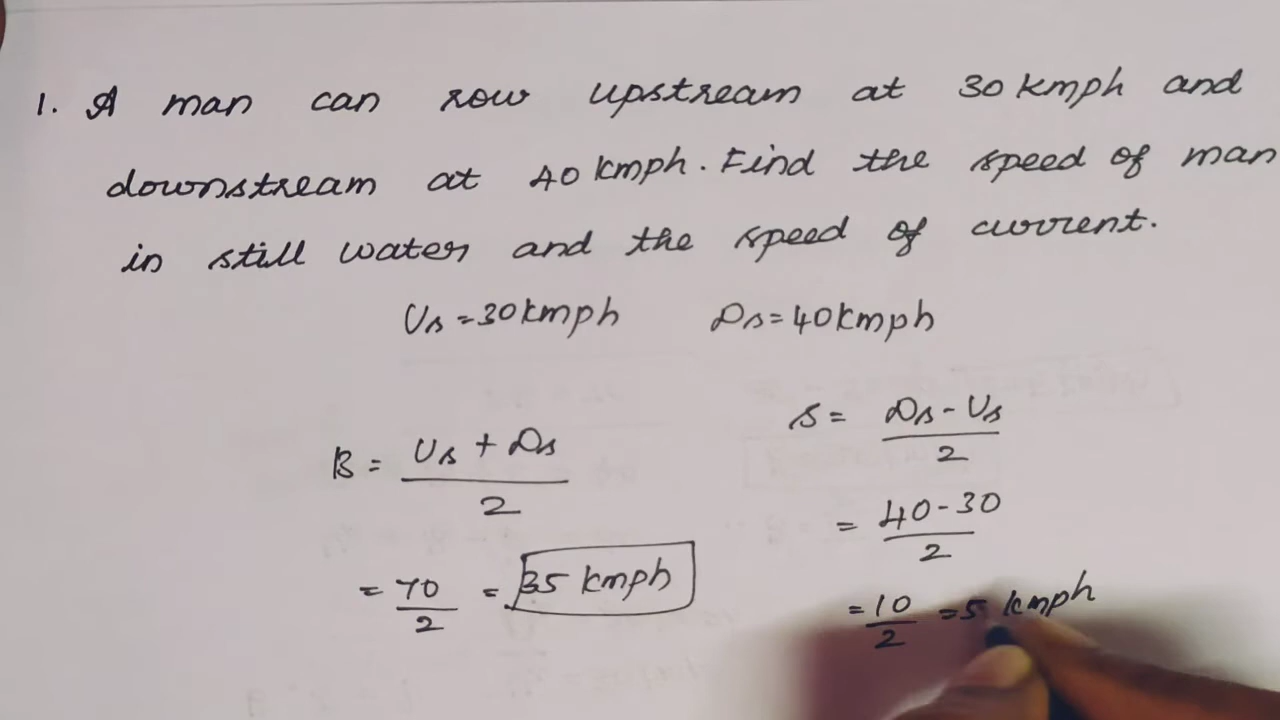 1. A man can row upstream at 30 kmph and
downstream at 40 kmph. Find the speed of man
in still water and the speed of current.
Us = 30 kmph    Ds = 40 kmph
B = Us + Ds / 2
= 70 / 2 = 35 kmph
S = Ds - Us / 2
= 40 - 30 / 2
= 10 / 2 = 5 kmph